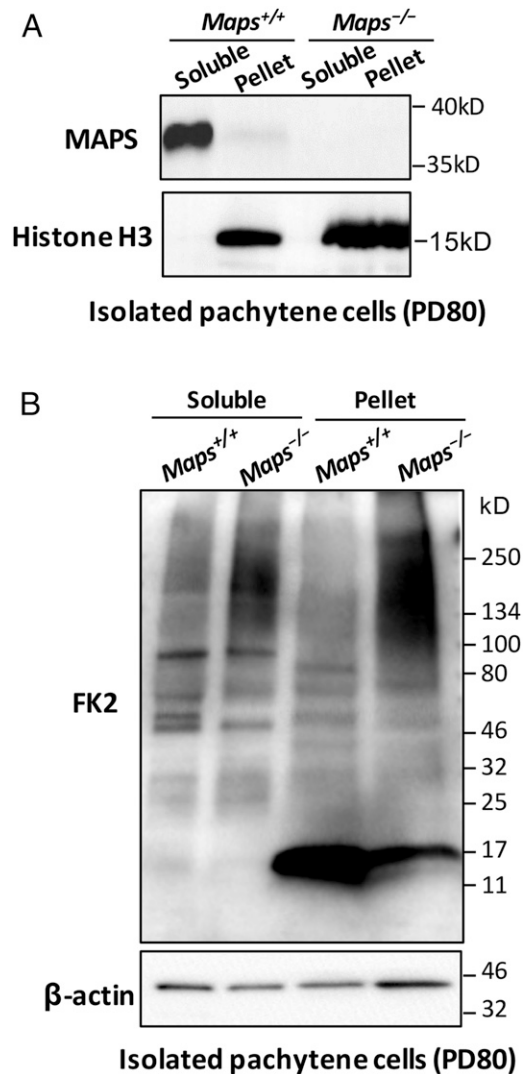 A
Maps+/+ Maps−/−
Soluble Pellet Soluble Pellet
MAPS
40kD
35kD
Histone H3
15kD
Isolated pachytene cells (PD80)
B
Soluble Pellet
Maps+/+ Maps−/− Maps+/+ Maps−/−
kD
250
134
100
80
FK2
46
32
25
17
11
β-actin
46
32
Isolated pachytene cells (PD80)